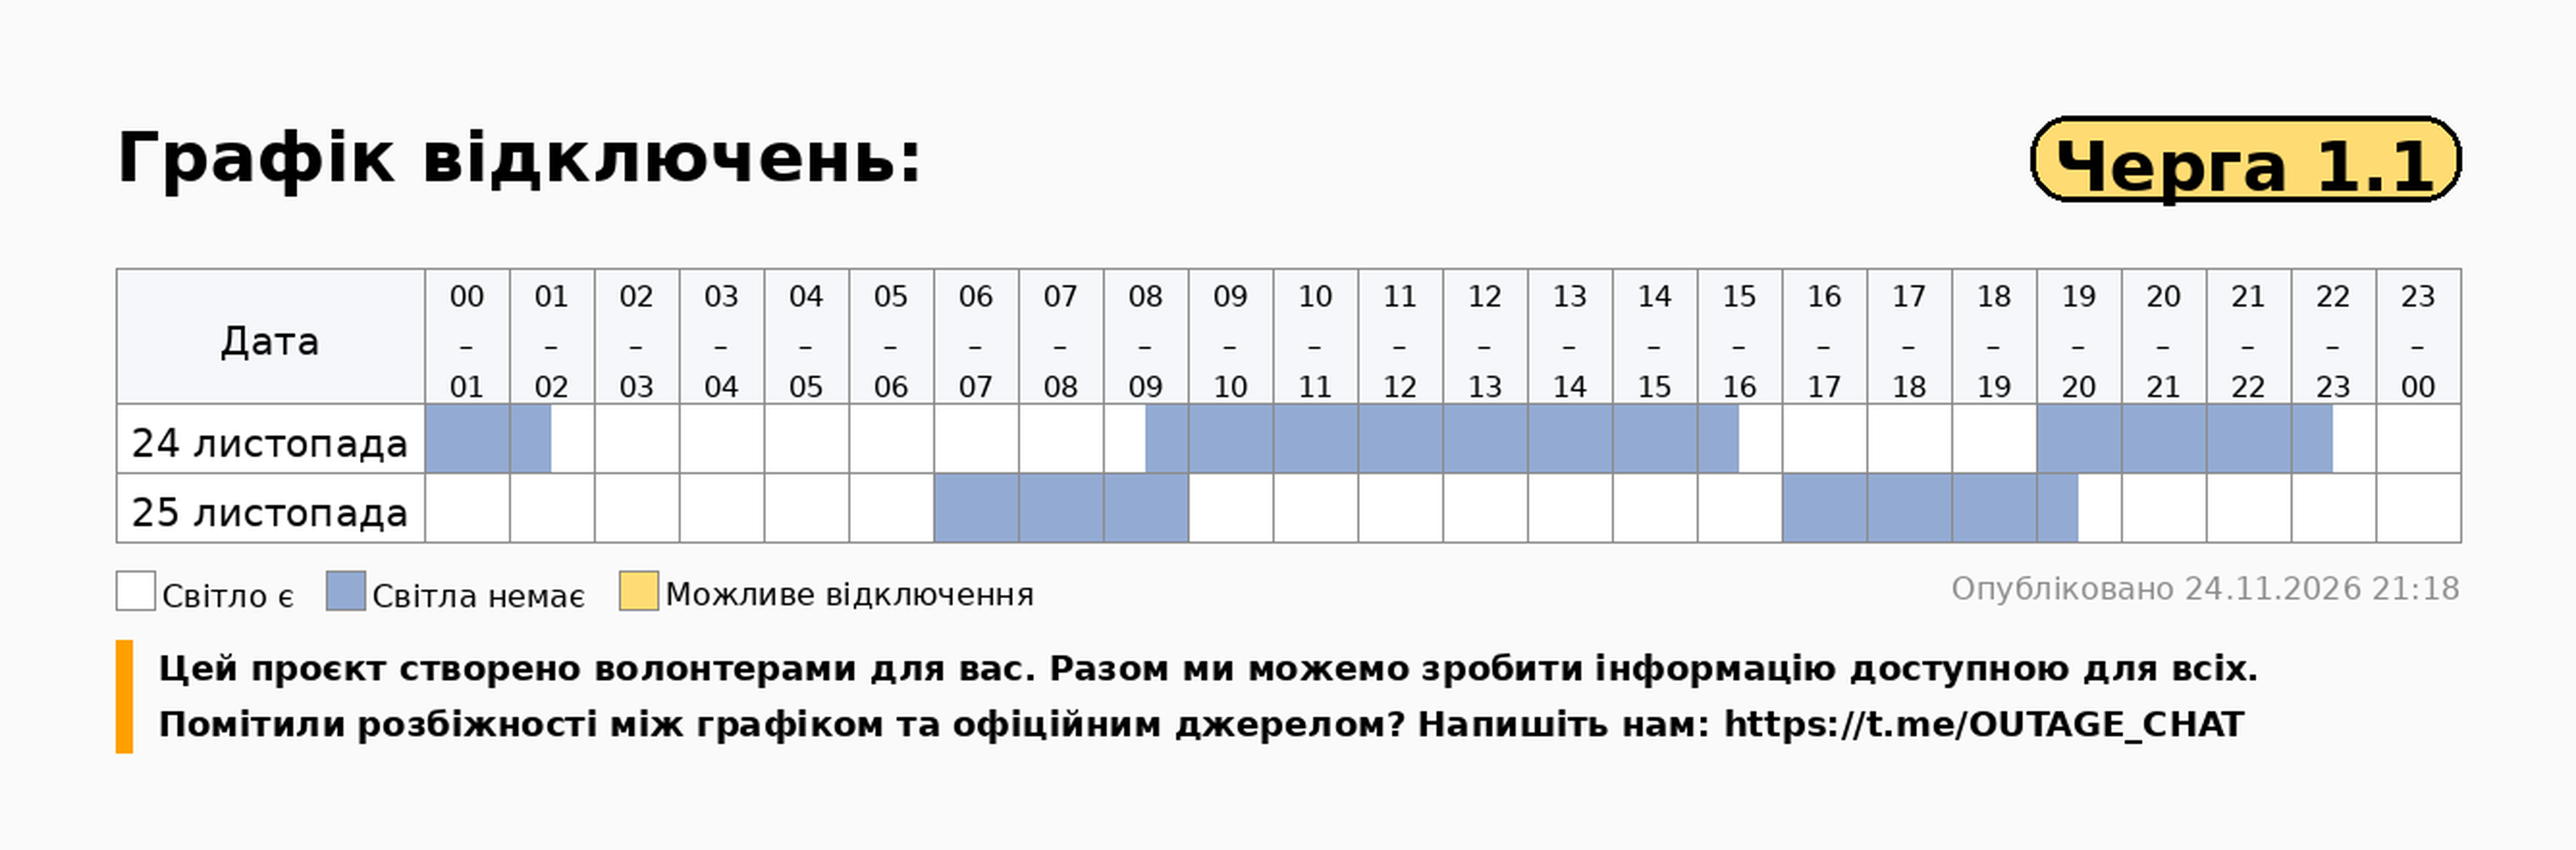 Графік відключень:
Черга 1.1
Дата
00 – 01
01 – 02
02 – 03
03 – 04
04 – 05
05 – 06
06 – 07
07 – 08
08 – 09
09 – 10
10 – 11
11 – 12
12 – 13
13 – 14
14 – 15
15 – 16
16 – 17
17 – 18
18 – 19
19 – 20
20 – 21
21 – 22
22 – 23
23 – 00
24 листопада
25 листопада
Світло є
Світла немає
Можливе відключення
Опубліковано 24.11.2026 21:18
Цей проєкт створено волонтерами для вас. Разом ми можемо зробити інформацію доступною для всіх.
Помітили розбіжності між графіком та офіційним джерелом? Напишіть нам: https://t.me/OUTAGE_CHAT